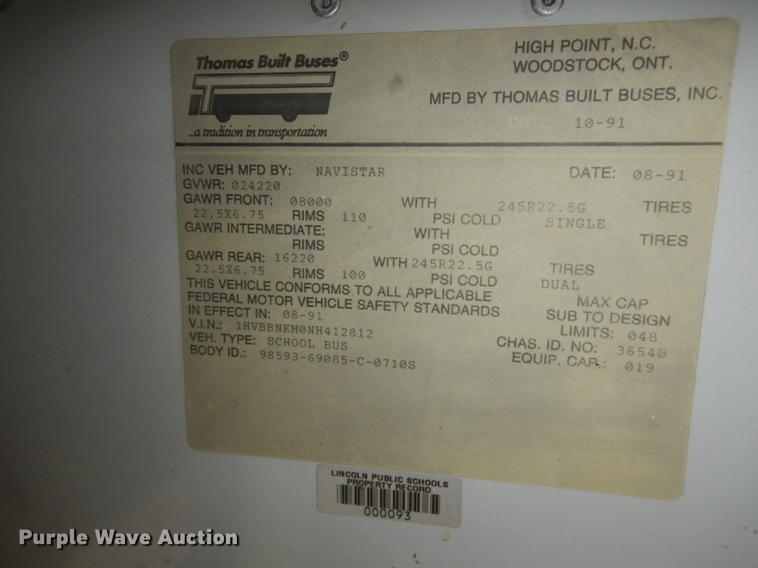 Thomas Built Buses®
...a tradition in transportation
HIGH POINT, N.C.
WOODSTOCK, ONT.
MFD BY THOMAS BUILT BUSES, INC.
DATE: 10-91
INC VEH MFD BY: NAVISTAR DATE: 08-91
GVWR: 024220
GAWR FRONT: 08000 WITH 245R22.5G TIRES
22.5X6.75 RIMS 110 PSI COLD SINGLE
GAWR INTERMEDIATE: WITH TIRES
RIMS PSI COLD
GAWR REAR: 16220 WITH 245R22.5G TIRES
22.5X6.75 RIMS 100 PSI COLD DUAL
THIS VEHICLE CONFORMS TO ALL APPLICABLE MAX CAP
FEDERAL MOTOR VEHICLE SAFETY STANDARDS SUB TO DESIGN
IN EFFECT IN: 08-91 LIMITS: 048
V.I.N.: 1HVBBNKM0NH412812 CHAS. ID. NO: 36540
VEH. TYPE: SCHOOL BUS EQUIP. CAP.: 019
BODY ID.: 98593-69085-C-0710S
LINCOLN PUBLIC SCHOOLS
PROPERTY RECORD
000093
Purple Wave Auction